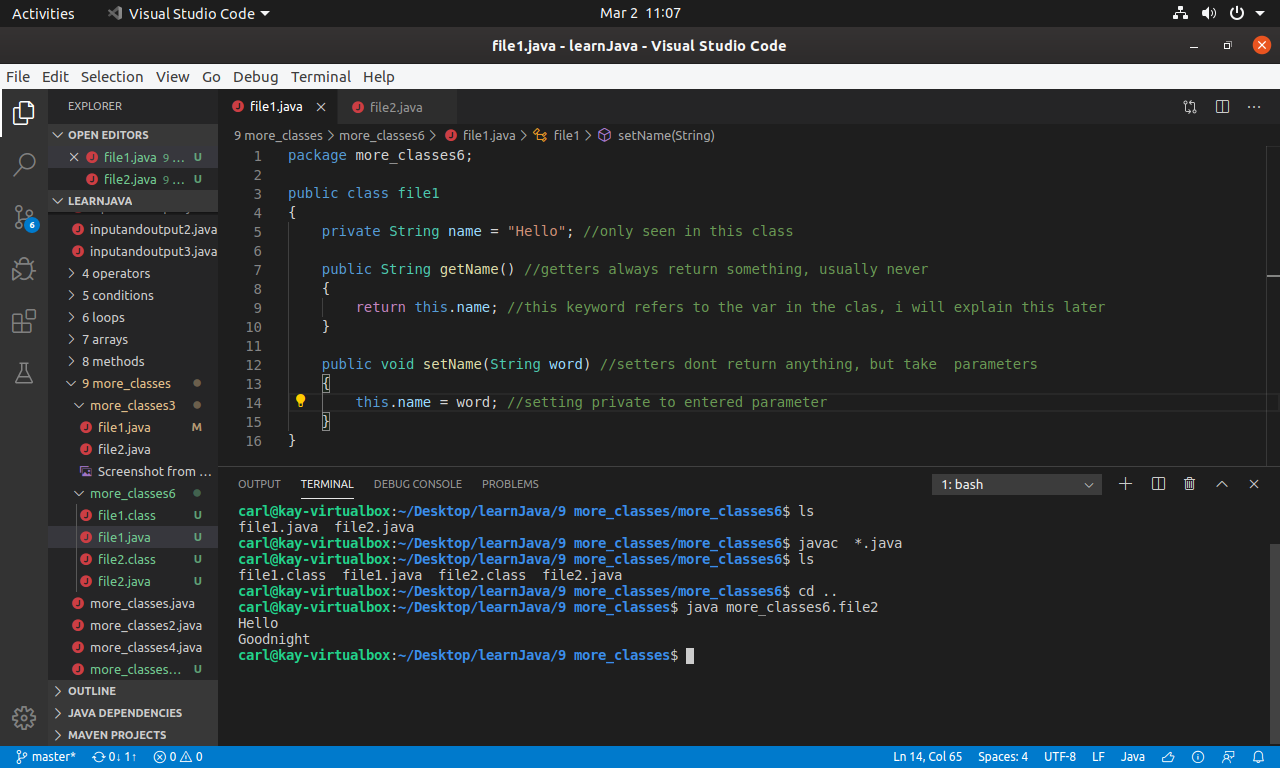 Activities Visual Studio Code Mar 2 11:07
file1.java - learnJava - Visual Studio Code
File Edit Selection View Go Debug Terminal Help
EXPLORER
OPEN EDITORS
file1.java 9 ... U
file2.java 9 ... U
LEARNJAVA
inputandoutput2.java
inputandoutput3.java
4 operators
5 conditions
6 loops
7 arrays
8 methods
9 more_classes
more_classes3
file1.java M
file2.java
Screenshot from ...
more_classes6
file1.class U
file1.java U
file2.class U
file2.java U
more_classes.java
more_classes2.java
more_classes4.java
more_classes... U
OUTLINE
JAVA DEPENDENCIES
MAVEN PROJECTS
6
file1.java file2.java
9 more_classes > more_classes6 > file1.java > file1 > setName(String)
1 package more_classes6;
2
3 public class file1
4 {
5 private String name = "Hello"; //only seen in this class
6
7 public String getName() //getters always return something, usually never
8 {
9 return this.name; //this keyword refers to the var in the clas, i will explain this later
10 }
11
12 public void setName(String word) //setters dont return anything, but take  parameters
13 {
14 this.name = word; //setting private to entered parameter
15 }
16 }
OUTPUT TERMINAL DEBUG CONSOLE PROBLEMS 1: bash
carl@kay-virtualbox:~/Desktop/learnJava/9 more_classes/more_classes6$ ls
file1.java  file2.java
carl@kay-virtualbox:~/Desktop/learnJava/9 more_classes/more_classes6$ javac  *.java
carl@kay-virtualbox:~/Desktop/learnJava/9 more_classes/more_classes6$ ls
file1.class  file1.java  file2.class  file2.java
carl@kay-virtualbox:~/Desktop/learnJava/9 more_classes/more_classes6$ cd ..
carl@kay-virtualbox:~/Desktop/learnJava/9 more_classes$ java more_classes6.file2
Hello
Goodnight
carl@kay-virtualbox:~/Desktop/learnJava/9 more_classes$
master* 0↓ 1↑ 0 0 Ln 14, Col 65 Spaces: 4 UTF-8 LF Java